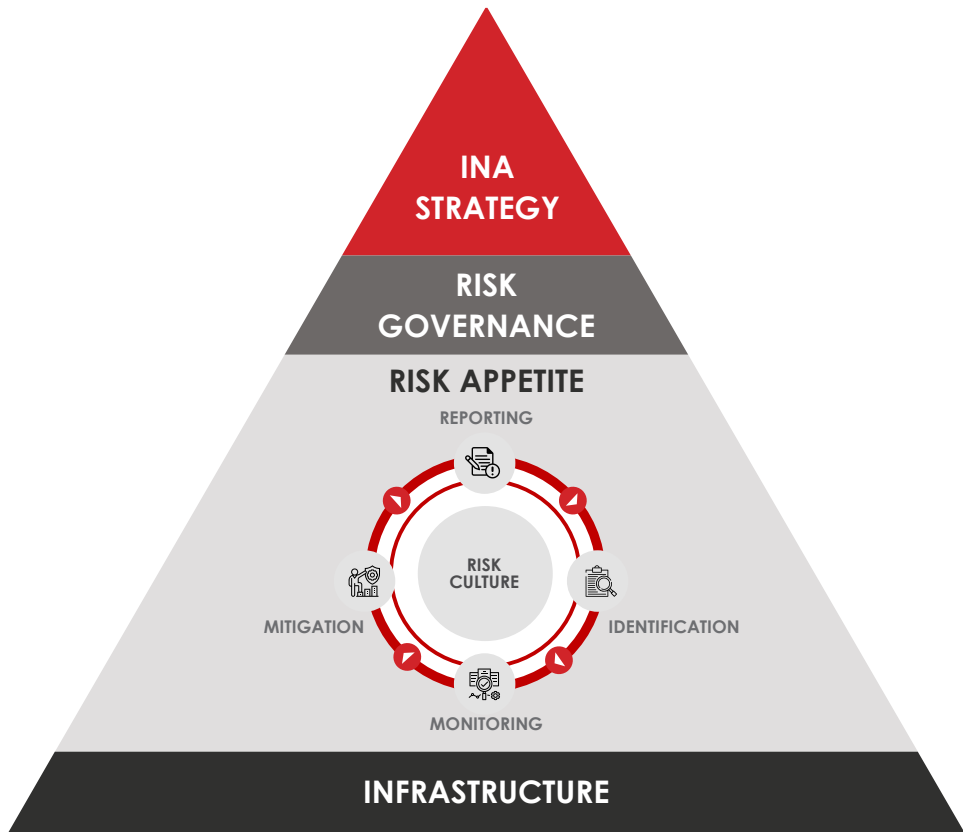 INA
STRATEGY
RISK
GOVERNANCE
RISK APPETITE
REPORTING
RISK
CULTURE
MITIGATION
IDENTIFICATION
MONITORING
INFRASTRUCTURE